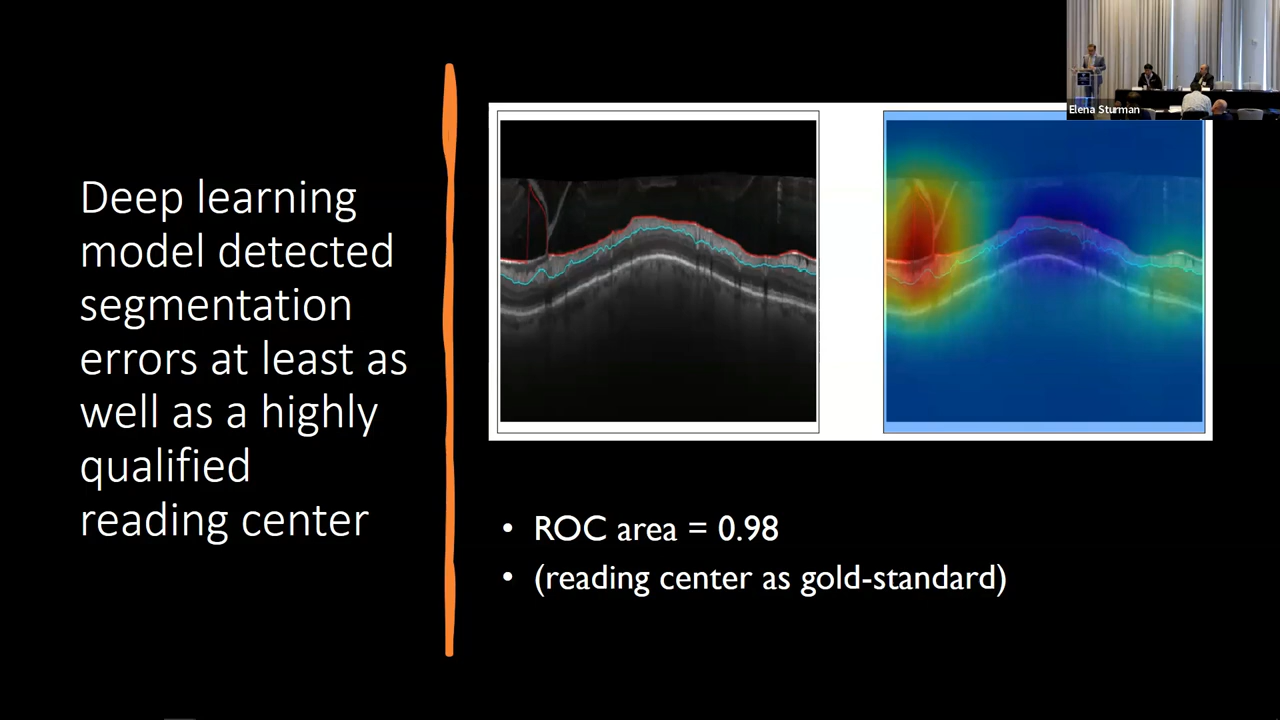 Deep learning
model detected
segmentation
errors at least as
well as a highly
qualified
reading center
• ROC area = 0.98
• (reading center as gold-standard)
Elena Sturman